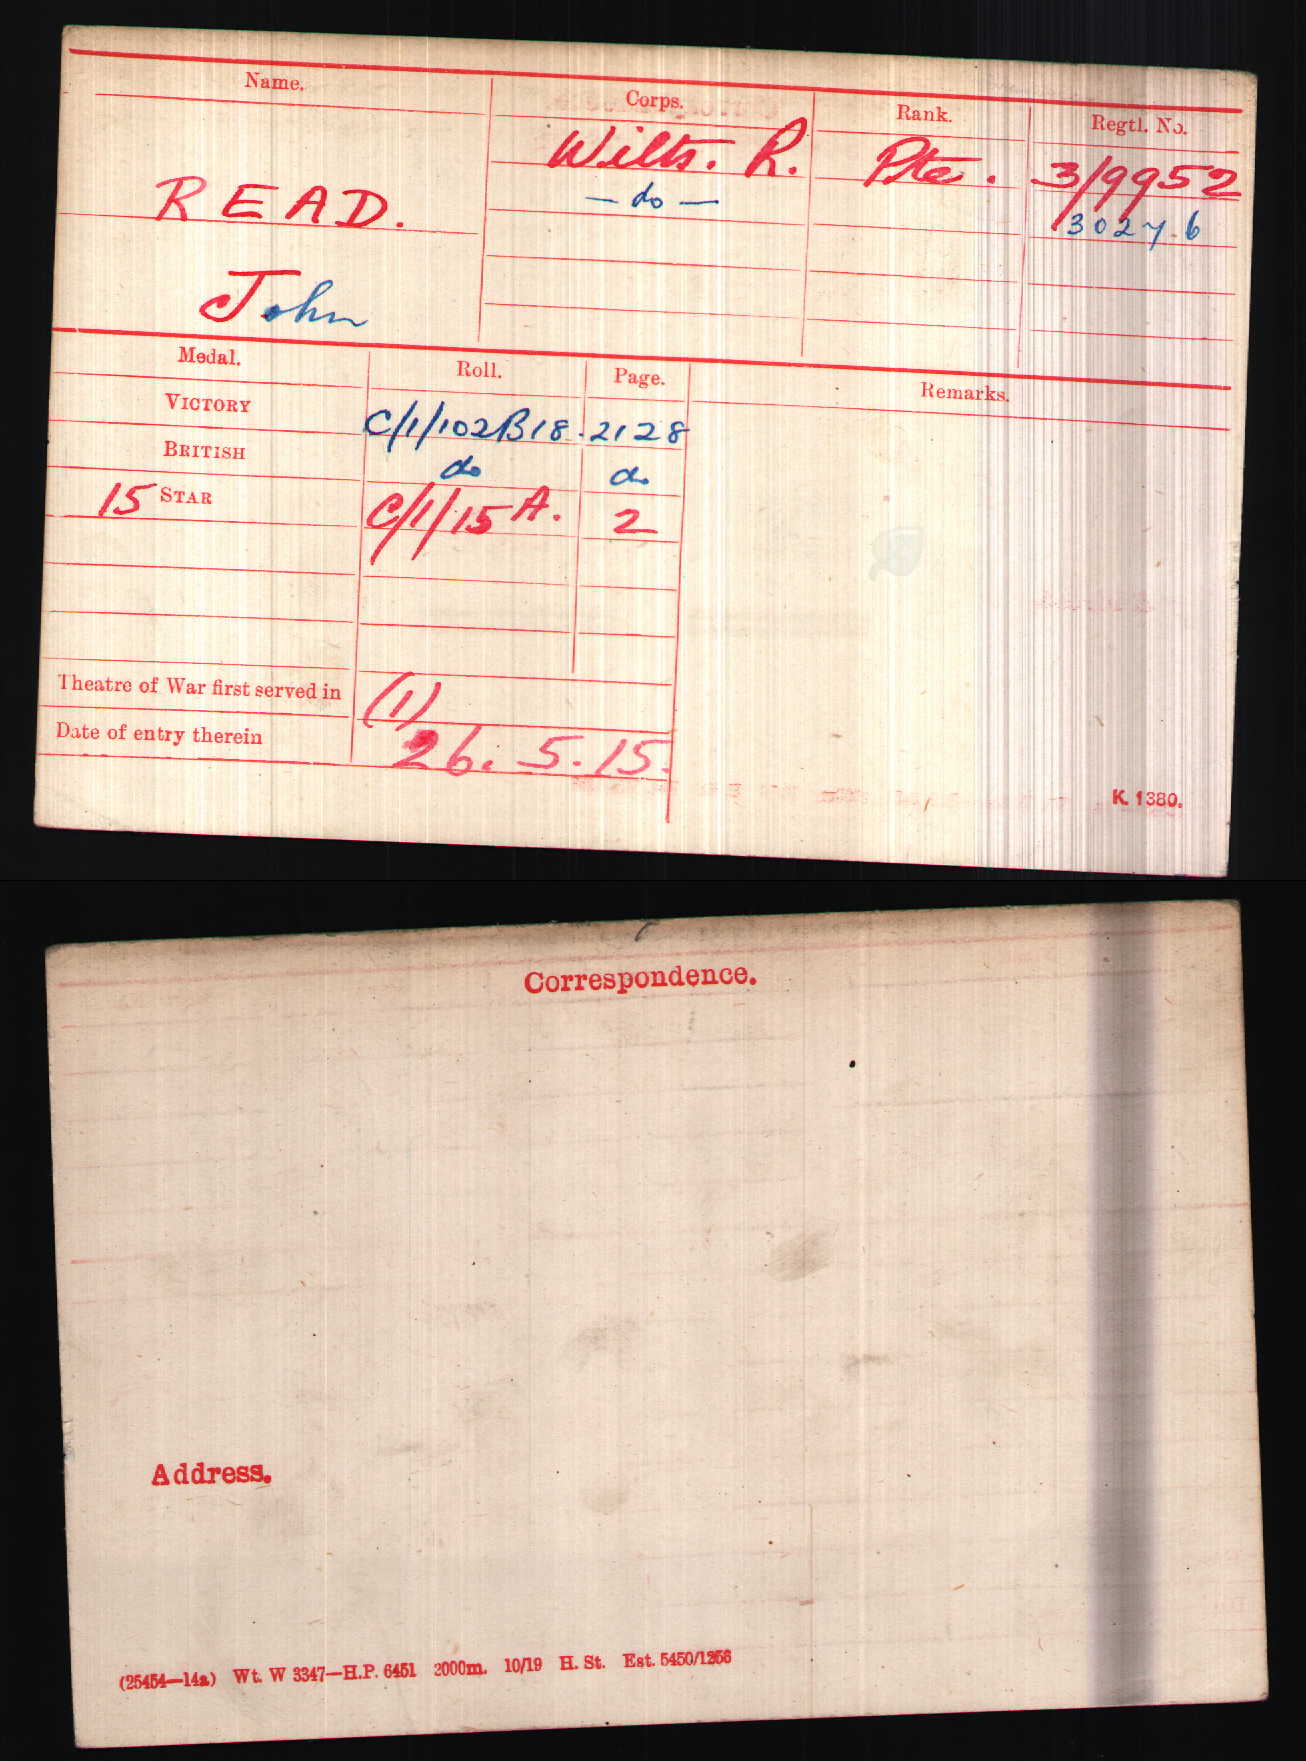 Name. Corps. Rank. Regtl. No.
READ. Wilts. R. Pte. 3/9952
— do — 30276
John
Medal. Roll. Page. Remarks.
VICTORY C/1/102B18. 2128
BRITISH do do
15 STAR C/1/15 A. 2
Theatre of War first served in (1)
Date of entry therein 26. 5. 15.
K. 1380.
Correspondence.
Address.
(25454—14a) Wt. W 3347—H.P. 6451 2000m. 10/19 H. St. Est. 5450/1256